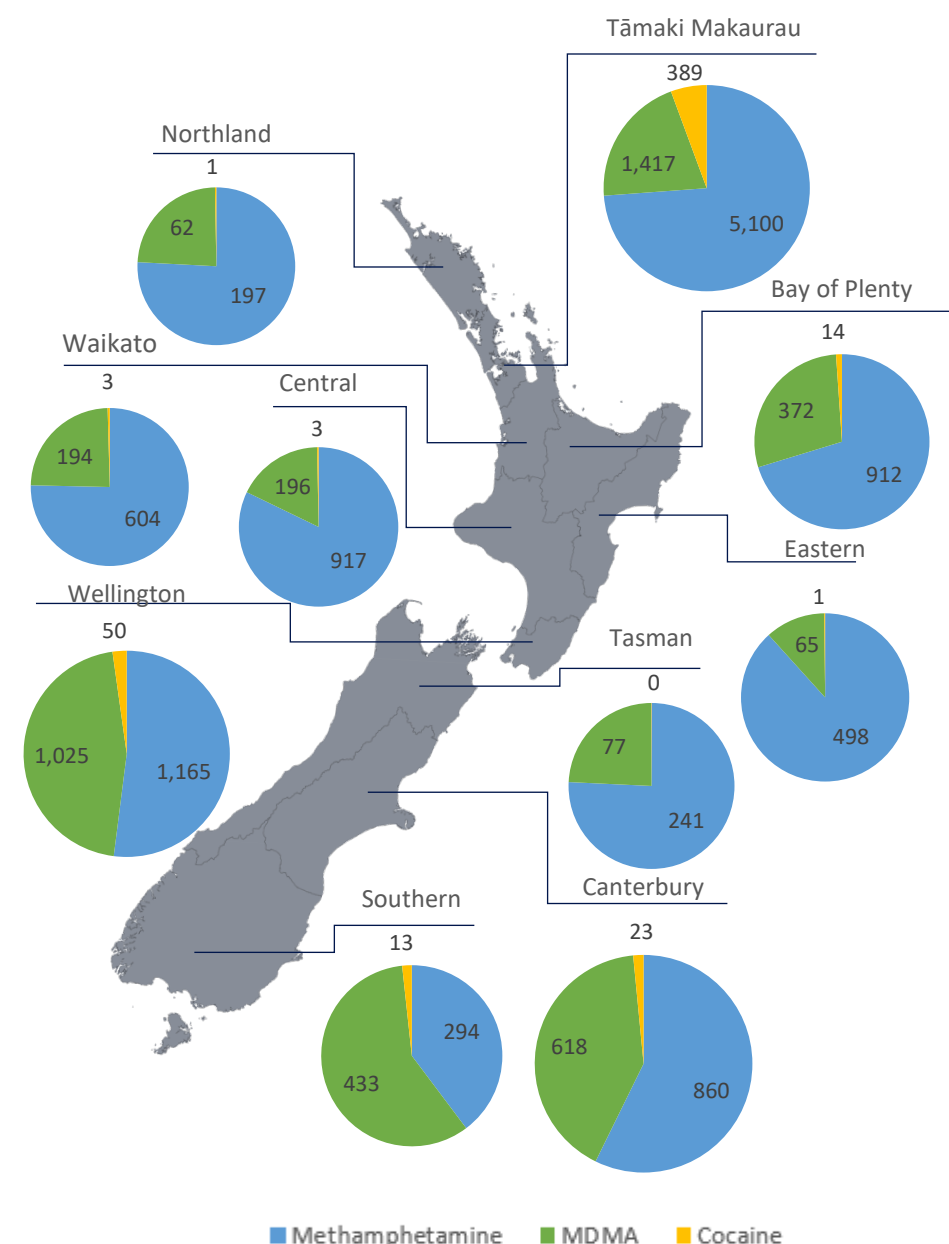 Tāmaki Makaurau
389
1,417
5,100
Northland
1
62
197
Bay of Plenty
14
372
912
Waikato
3
194
604
Central
3
196
917
Eastern
1
65
498
Wellington
50
1,025
1,165
Tasman
0
77
241
Canterbury
23
618
860
Southern
13
294
433
Methamphetamine MDMA Cocaine